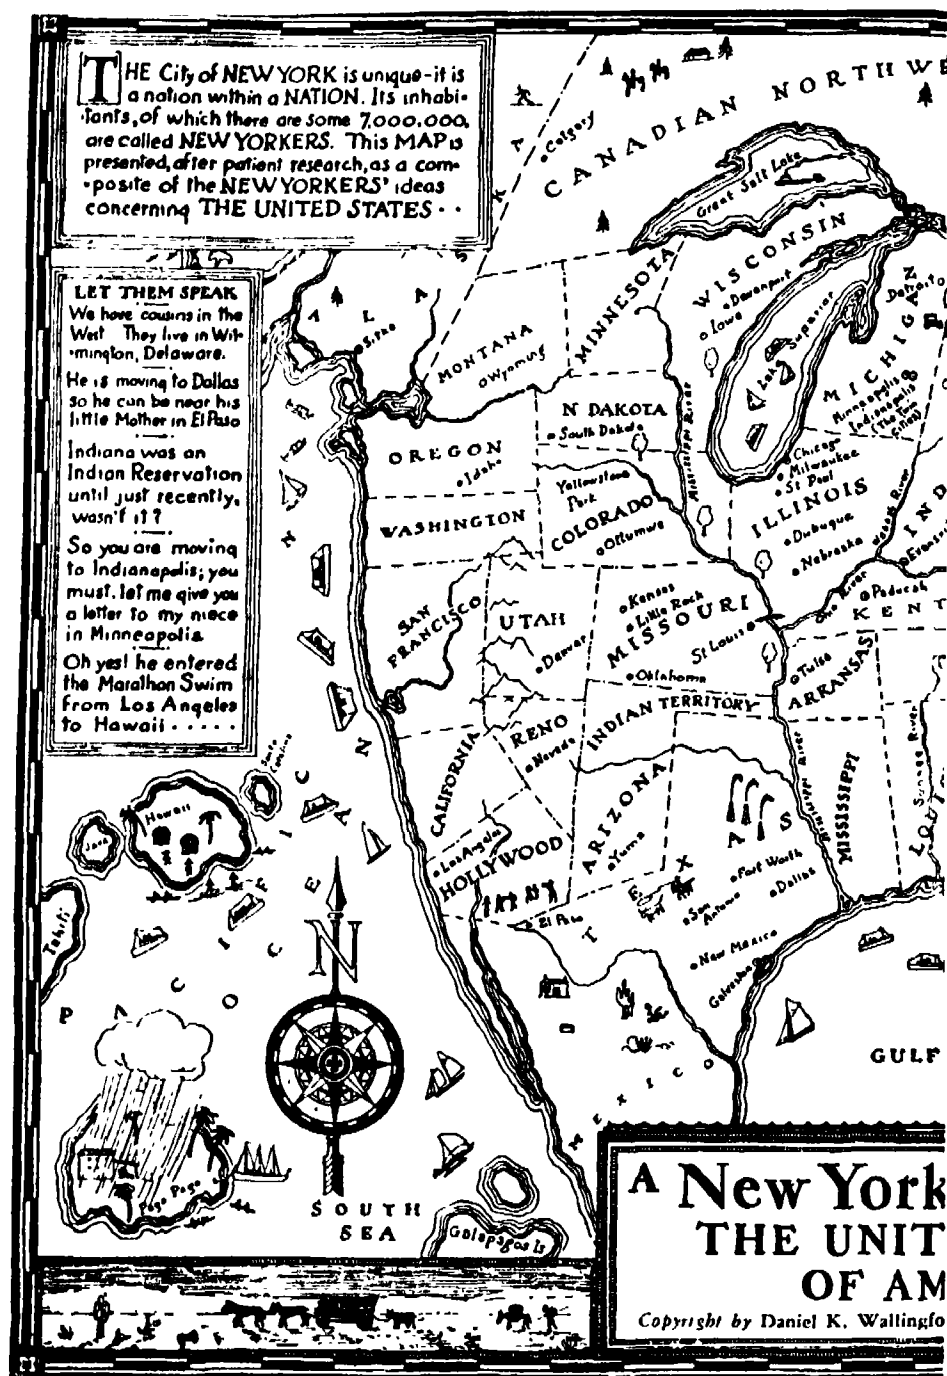 THE City of NEW YORK is unique-it is
a nation within a NATION. Its inhabi-
tants, of which there are some 7,000,000,
are called NEW YORKERS. This MAP is
presented, after patient research, as a com-
posite of the NEW YORKERS' ideas
concerning THE UNITED STATES · ·
LET THEM SPEAK
We have cousins in the
West They live in Wil-
mington, Delaware.
He is moving to Dallas
so he can be near his
little Mother in El Paso
Indiana was an
Indian Reservation
until just recently,
wasn't it?
So you are moving
to Indianapolis; you
must let me give you
a letter to my niece
in Minneapolis
Oh yes! he entered
the Marathon Swim
from Los Angeles
to Hawaii · · · · ·
CANADIAN NORTHWE
Calgary
ALASKA
Great Salt Lake
WISCONSIN
Davenport
Iowa
Lake Superior
MINNESOTA
MONTANA
Wyoming
N DAKOTA
South Dakota
Mississippi River
Detroit
MICHIGAN
Minneapolis
Indianapolis
(The Twin
Cities)
OREGON
Idaho
Yellowstone
Park
COLORADO
Ottumwa
WASHINGTON
Chicago
Milwaukee
St Paul
ILLINOIS
Dubuque
Nebraska
IND
Evansv
Ohio River
Paducah
KENT
SAN
FRANCISCO
UTAH
Denver
Kansas
Little Rock
MISSOURI
St Louis
Oklahoma
Tulsa
ARKANSAS
INDIAN TERRITORY
RENO
Nevada
CALIFORNIA
ARIZONA
Yuma
Mississippi River
MISSISSIPPI
LOUI
HOLLYWOOD
Los Angeles
TEXAS
Fort Worth
Dallas
San
Antonio
El Paso
New Mexico
Galveston
Hawaii
Java
Tahiti
PACIFIC OCEAN
N
MEXICO
GULF
Pago Pago
SOUTH
SEA
Galapagos Is
A New York
THE UNIT
OF AM
Copyright by Daniel K. Wallingfo